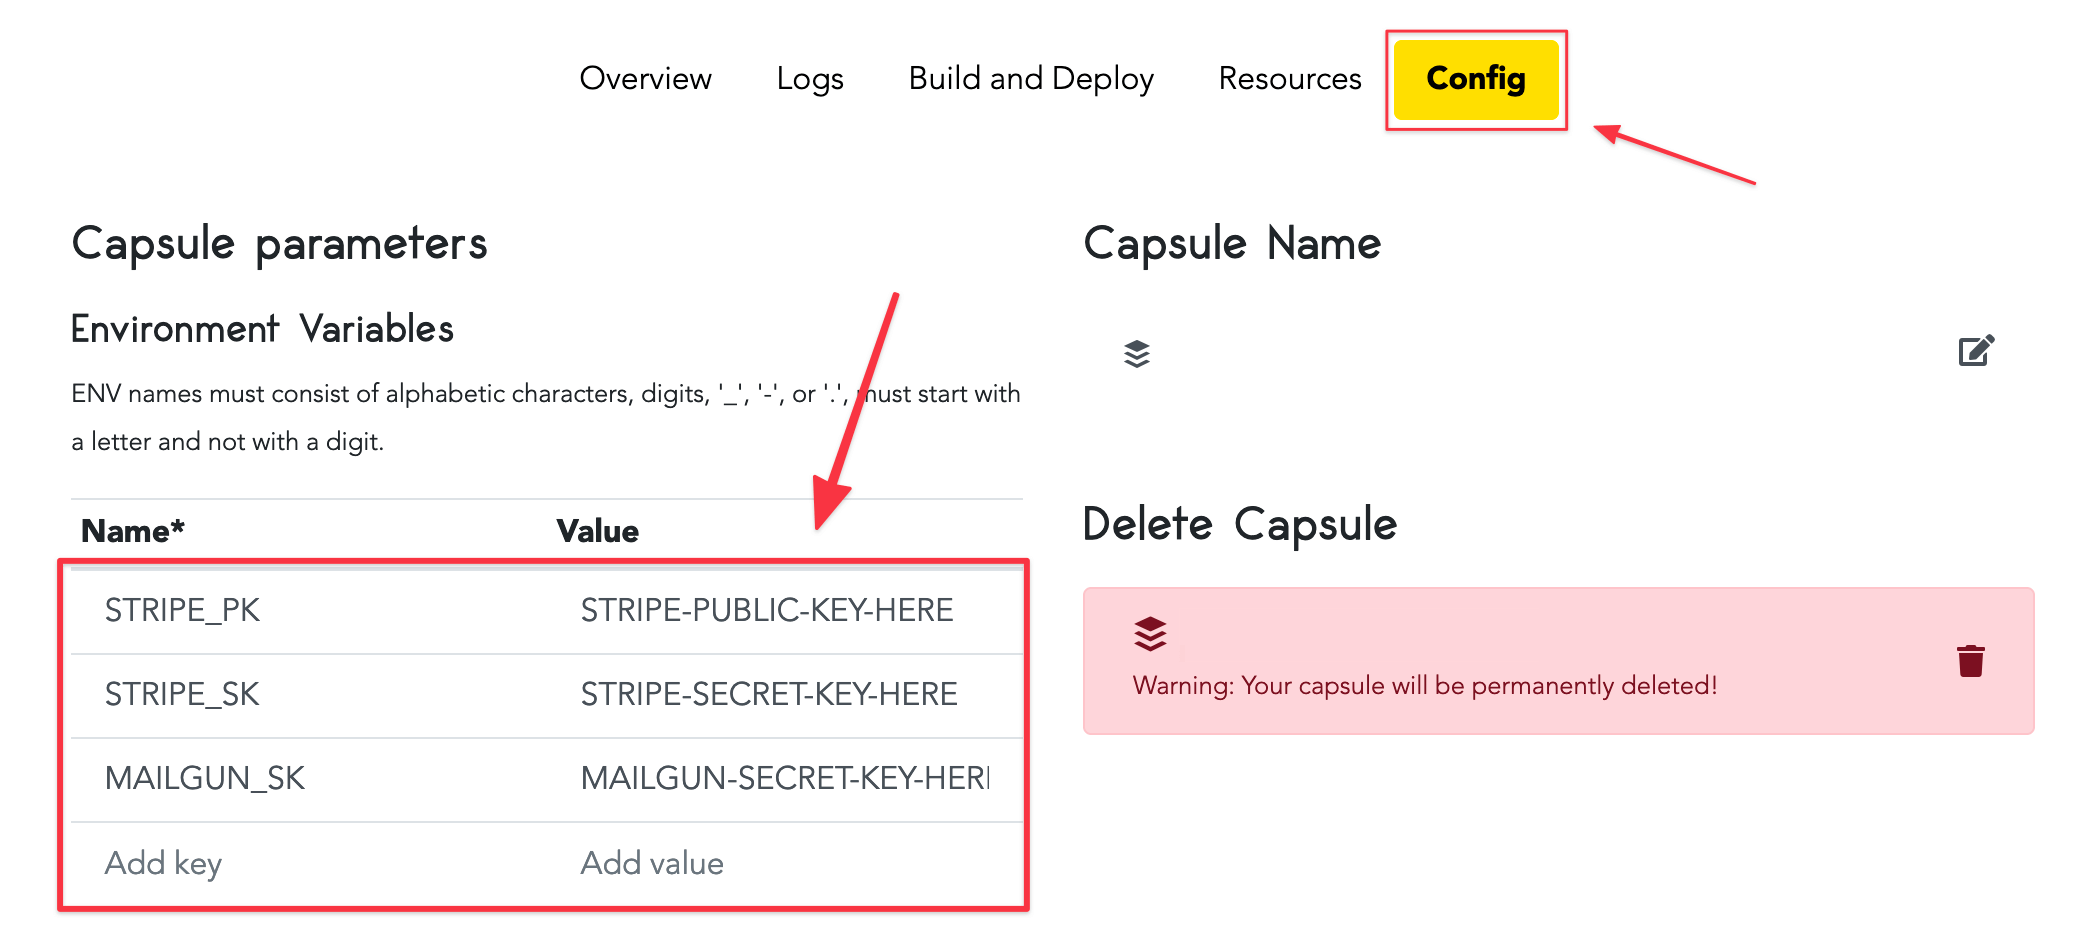 Overview Logs Build and Deploy Resources Config
Capsule parameters
Environment Variables
ENV names must consist of alphabetic characters, digits, '_', '-', or '.', must start with
a letter and not with a digit.
Name* Value
STRIPE_PK STRIPE-PUBLIC-KEY-HERE
STRIPE_SK STRIPE-SECRET-KEY-HERE
MAILGUN_SK MAILGUN-SECRET-KEY-HER
Add key Add value
Capsule Name
Delete Capsule
Warning: Your capsule will be permanently deleted!